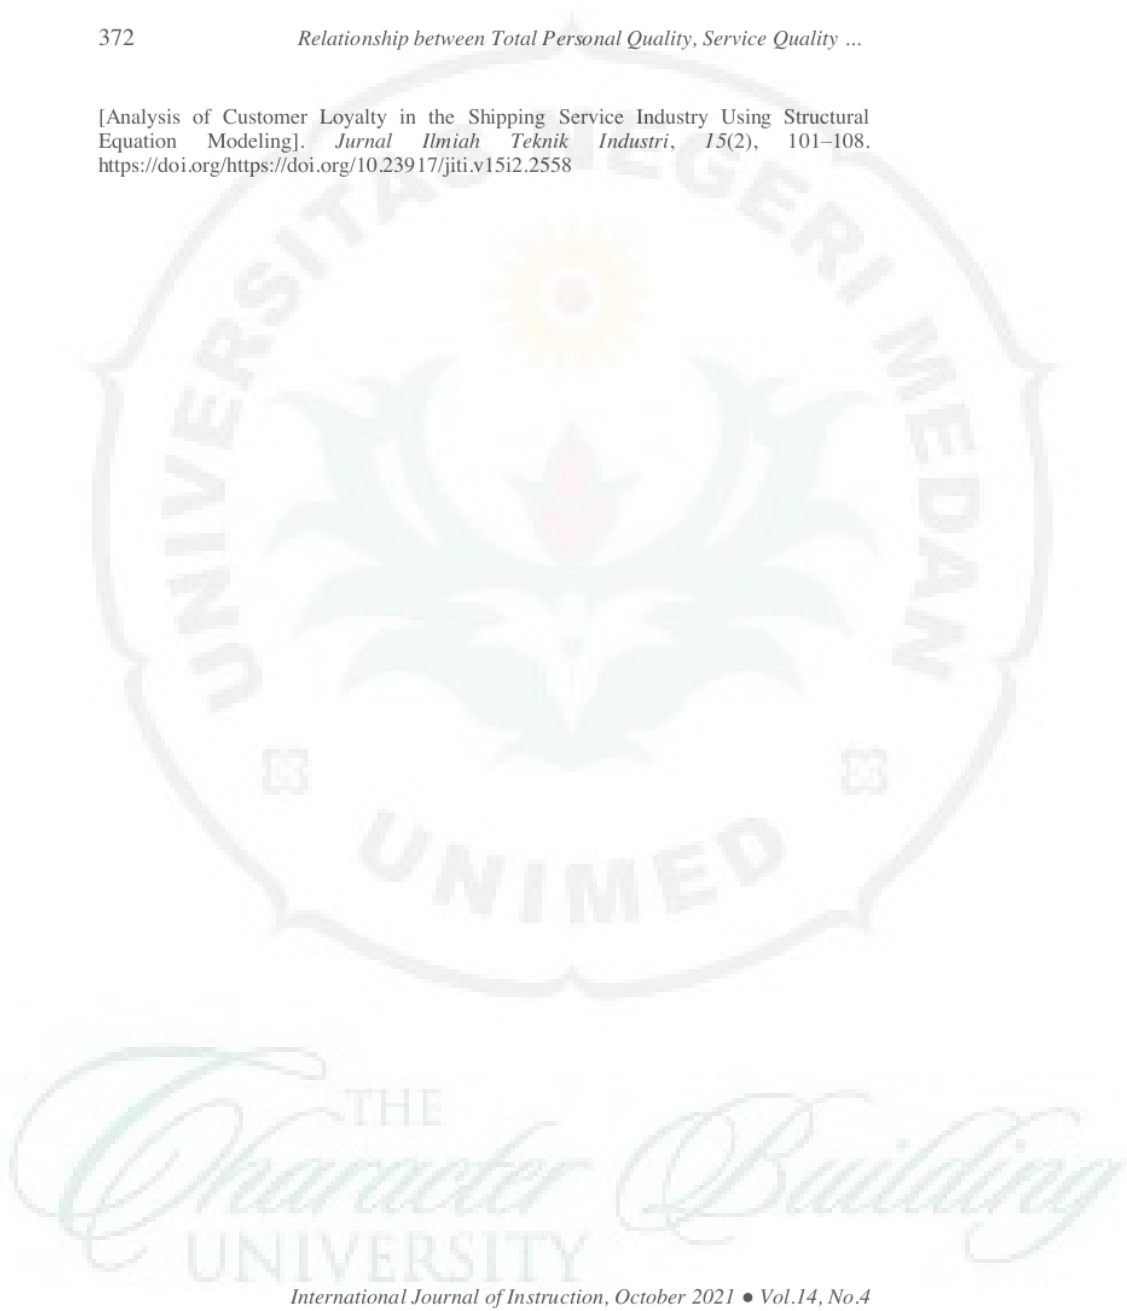 372 Relationship between Total Personal Quality, Service Quality ...
[Analysis of Customer Loyalty in the Shipping Service Industry Using Structural
Equation Modeling]. Jurnal Ilmiah Teknik Industri, 15(2), 101–108.
https://doi.org/https://doi.org/10.23917/jiti.v15i2.2558
UNIVERSITAS NEGERI MEDAN
UNIMED
THE
Character Building
UNIVERSITY
International Journal of Instruction, October 2021 ● Vol.14, No.4